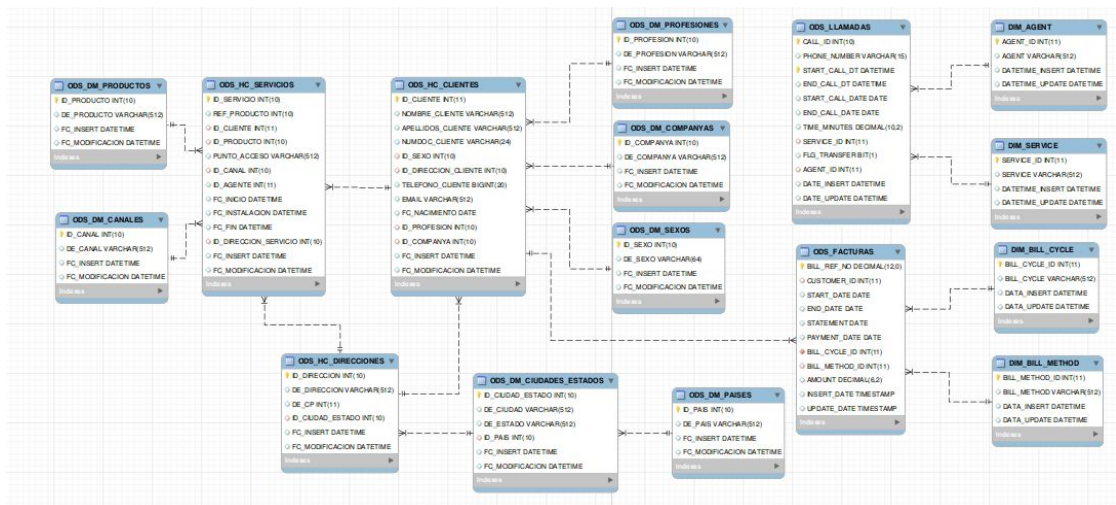 ODS_DM_PRODUCTOS
ID_PRODUCTO INT(10)
DE_PRODUCTO VARCHAR(512)
FC_INSERT DATETIME
FC_MODIFICACION DATETIME
Indexes
ODS_DM_CANALES
ID_CANAL INT(10)
DE_CANAL VARCHAR(512)
FC_INSERT DATETIME
FC_MODIFICACION DATETIME
Indexes
ODS_HC_SERVICIOS
ID_SERVICIO INT(10)
REF_PRODUCTO INT(10)
ID_CLIENTE INT(11)
ID_PRODUCTO INT(10)
PUNTO_ACCESO VARCHAR(512)
ID_CANAL INT(10)
ID_AGENTE INT(11)
FC_INICIO DATETIME
FC_INSTALACION DATETIME
FC_FIN DATETIME
ID_DIRECCION_SERVICIO INT(10)
FC_INSERT DATETIME
FC_MODIFICACION DATETIME
Indexes
ODS_HC_CLIENTES
ID_CLIENTE INT(11)
NOMBRE_CLIENTE VARCHAR(512)
APELLIDOS_CLIENTE VARCHAR(512)
NUMDOC_CLIENTE VARCHAR(24)
ID_SEXO INT(10)
ID_DIRECCION_CLIENTE INT(10)
TELEFONO_CLIENTE BIGINT(20)
EMAIL VARCHAR(512)
FC_NACIMIENTO DATE
ID_PROFESION INT(10)
ID_COMPANYA INT(10)
FC_INSERT DATETIME
FC_MODIFICACION DATETIME
Indexes
ODS_DM_PROFESIONES
ID_PROFESION INT(10)
DE_PROFESION VARCHAR(512)
FC_INSERT DATETIME
FC_MODIFICACION DATETIME
Indexes
ODS_DM_COMPANYAS
ID_COMPANYA INT(10)
DE_COMPANYA VARCHAR(512)
FC_INSERT DATETIME
FC_MODIFICACION DATETIME
Indexes
ODS_DM_SEXOS
ID_SEXO INT(10)
DE_SEXO VARCHAR(64)
FC_INSERT DATETIME
FC_MODIFICACION DATETIME
Indexes
ODS_LLAMADAS
CALL_ID INT(10)
PHONE_NUMBER VARCHAR(15)
START_CALL_DT DATETIME
END_CALL_DT DATETIME
START_CALL_DATE DATE
END_CALL_DATE DATE
TIME_MINUTES DECIMAL(10,2)
SERVICE_ID INT(11)
FLG_TRANSFER BIT(1)
AGENT_ID INT(11)
DATE_INSERT DATETIME
DATE_UPDATE DATETIME
Indexes
DIM_AGENT
AGENT_ID INT(11)
AGENT VARCHAR(512)
DATETIME_INSERT DATETIME
DATETIME_UPDATE DATETIME
Indexes
DIM_SERVICE
SERVICE_ID INT(11)
SERVICE VARCHAR(512)
DATETIME_INSERT DATETIME
DATETIME_UPDATE DATETIME
Indexes
ODS_FACTURAS
BILL_REF_NO DECIMAL(12,0)
CUSTOMER_ID INT(11)
START_DATE DATE
END_DATE DATE
STATEMENT DATE
PAYMENT_DATE DATE
BILL_CYCLE_ID INT(11)
BILL_METHOD_ID INT(11)
AMOUNT DECIMAL(6,2)
INSERT_DATE TIMESTAMP
UPDATE_DATE TIMESTAMP
Indexes
DIM_BILL_CYCLE
BILL_CYCLE_ID INT(11)
BILL_CYCLE VARCHAR(512)
DATA_INSERT DATETIME
DATA_UPDATE DATETIME
Indexes
DIM_BILL_METHOD
BILL_METHOD_ID INT(11)
BILL_METHOD VARCHAR(512)
DATA_INSERT DATETIME
DATA_UPDATE DATETIME
Indexes
ODS_HC_DIRECCIONES
ID_DIRECCION INT(10)
DE_DIRECCION VARCHAR(512)
DE_CP INT(11)
ID_CIUDAD_ESTADO INT(10)
FC_INSERT DATETIME
FC_MODIFICACION DATETIME
Indexes
ODS_DM_CIUDADES_ESTADOS
ID_CIUDAD_ESTADO INT(10)
DE_CIUDAD VARCHAR(512)
DE_ESTADO VARCHAR(512)
ID_PAIS INT(10)
FC_INSERT DATETIME
FC_MODIFICACION DATETIME
Indexes
ODS_DM_PAISES
ID_PAIS INT(10)
DE_PAIS VARCHAR(512)
FC_INSERT DATETIME
FC_MODIFICACION DATETIME
Indexes